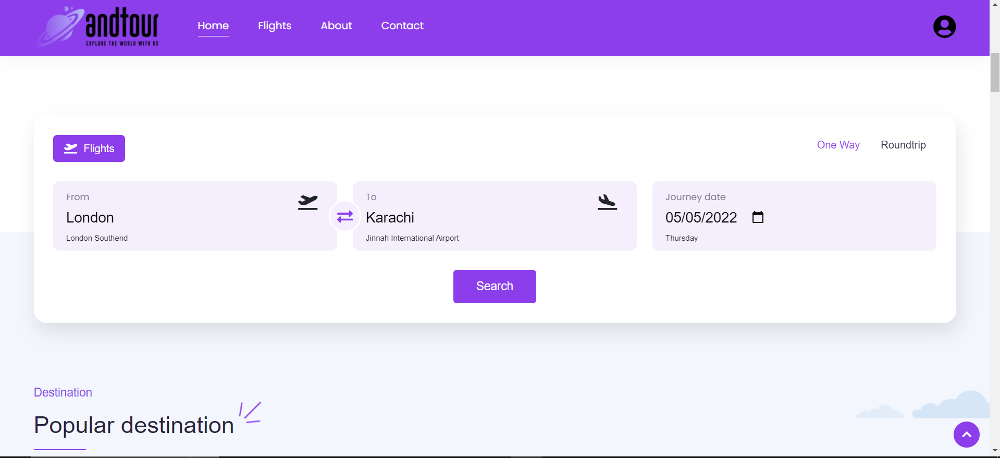 andtour
EXPLORE THE WORLD WITH US
Home Flights About Contact
Flights
One Way Roundtrip
From
London
London Southend
To
Karachi
Jinnah International Airport
Journey date
05/05/2022
Thursday
Search
Destination
Popular destination